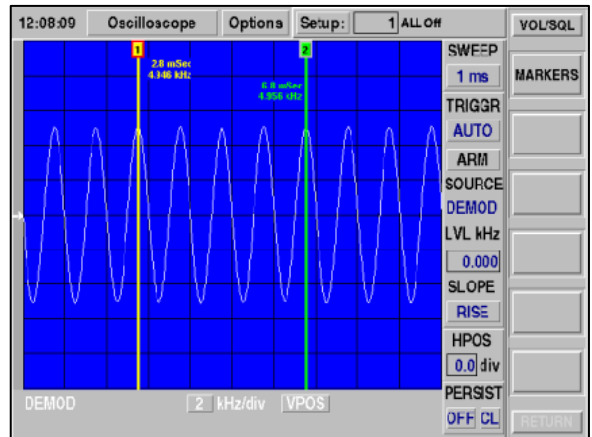 12:08:09 Oscilloscope Options Setup: 1 ALL Off VOL/SQL
1 2 SWEEP
2.8 mSec
4.946 kHz
6.8 mSec
4.956 kHz
1 ms MARKERS
TRIGGR
AUTO
ARM
SOURCE
DEMOD
LVL kHz
0.000
SLOPE
RISE
HPOS
0.0 div
DEMOD 2 kHz/div VPOS PERSIST
OFF CL RETURN